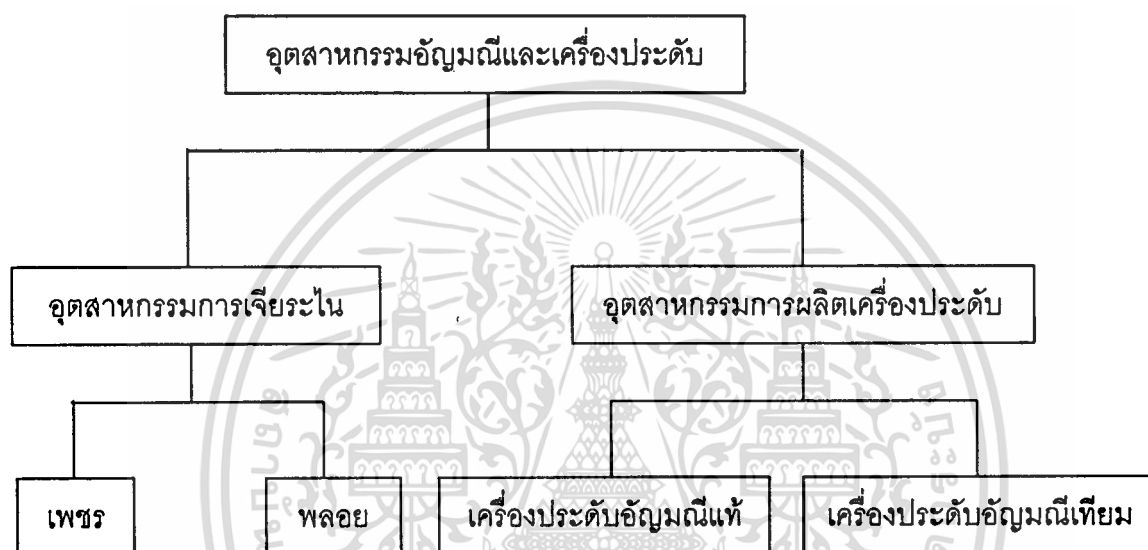 อุตสาหกรรมอัญมณีและเครื่องประดับ
อุตสาหกรรมการเจียระไน
อุตสาหกรรมการผลิตเครื่องประดับ
เพชร
พลอย
เครื่องประดับอัญมณีแท้
เครื่องประดับอัญมณีเทียม